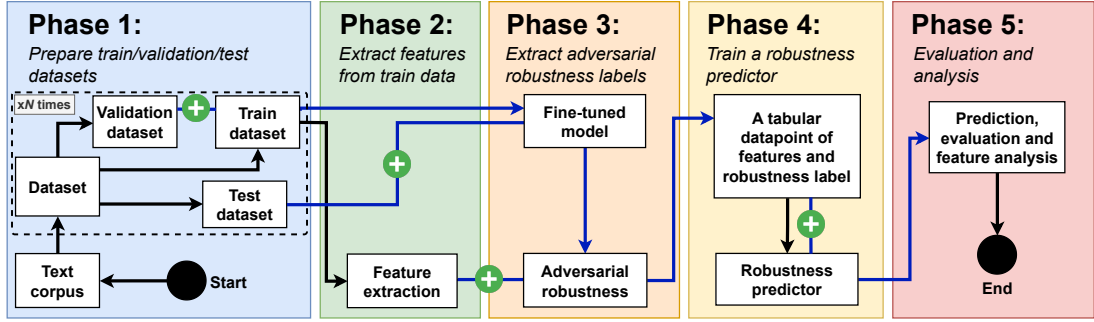 Phase 1:
Prepare train/validation/test
datasets
xN times
Validation
dataset
Train
dataset
Dataset
Test
dataset
Text
corpus
Start
Phase 2:
Extract features
from train data
Feature
extraction
Phase 3:
Extract adversarial
robustness labels
Fine-tuned
model
Adversarial
robustness
Phase 4:
Train a robustness
predictor
A tabular
datapoint of
features and
robustness label
Robustness
predictor
Phase 5:
Evaluation and
analysis
Prediction,
evaluation and
feature analysis
End